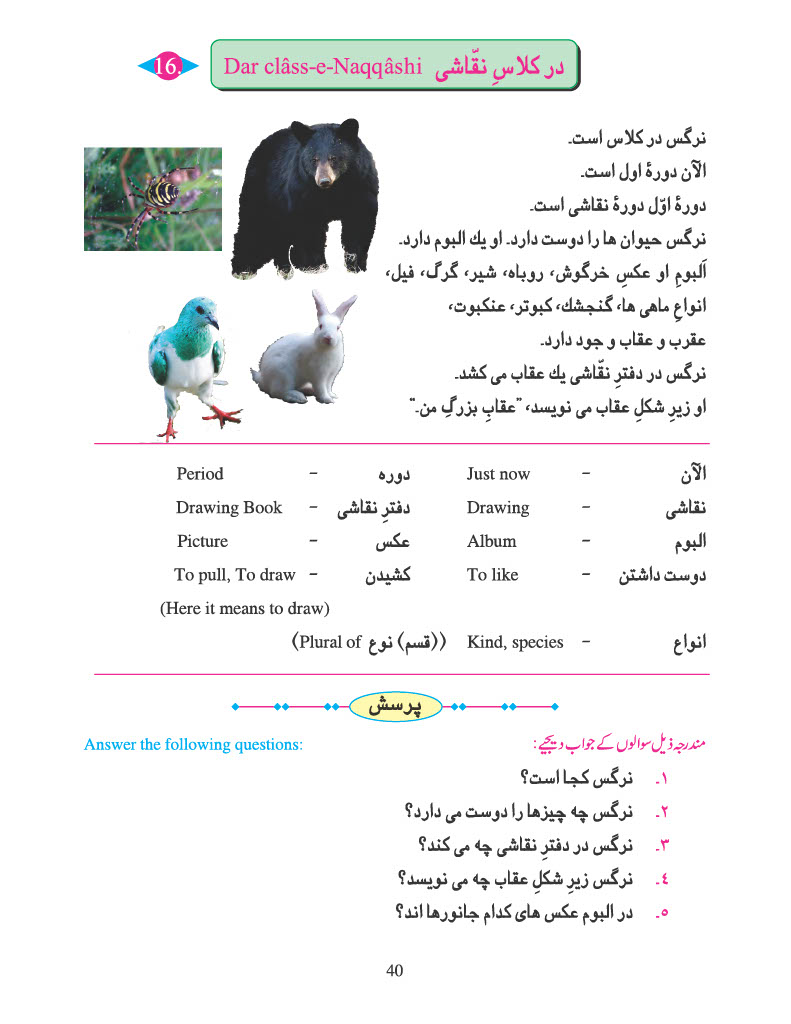 16. Dar clâss-e-Naqqâshi در کلاسِ نقّاشی
نرگس در کلاس است۔
الآن دورۂ اول است۔
دورۂ اوّل دورۂ نقاشی است۔
نرگس حیوان ها را دوست دارد۔ او یك البوم دارد۔
اَلبومِ او عکسِ خرگوش، روباه، شیر، گرگ، فیل،
انواعِ ماهی ها، گنجشك، کبوتر، عنکبوت،
عقرب و عقاب و جود دارد۔
نرگس در دفترِ نقّاشی یك عقاب می کشد۔
او زیرِ شکلِ عقاب می نویسد، ”عقابِ بزرگِ من۔“
الآن - Just now دوره - Period
نقاشی - Drawing دفترِ نقاشی - Drawing Book
البوم - Album عکس - Picture
دوست داشتن - To like کشیدن - To pull, To draw
(Here it means to draw)
انواع - Kind, species (Plural of نوع (قسم))
پرسش
Answer the following questions: مندرجہ ذیل سوالوں کے جواب دیجیے:
۱۔ نرگس کجا است؟
۲۔ نرگس چه چیزها را دوست می دارد؟
۳۔ نرگس در دفترِ نقاشی چه می کند؟
٤۔ نرگس زیرِ شکلِ عقاب چه می نویسد؟
٥۔ در البوم عکس های کدام جانورها اند؟
40